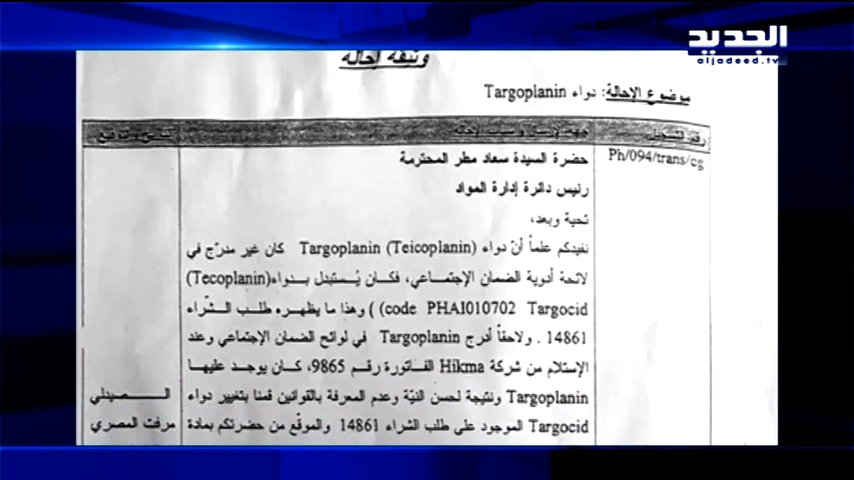 الجديد
aljadeed.tv
وثيقة إحالة
موضوع الإحالة: دواء Targoplanin
رقم التسجيل
Ph/094/trans/cg
حضرة السيدة سعاد مطر المحترمة
رئيس دائرة إدارة المواد
تحية وبعد،
نفيدكم علماً أنّ دواء Targoplanin (Teicoplanin) كان غير مدرّج في
لائحة أدوية الضمان الإجتماعي، فكان يُستبدل بـدواء(Tecoplanin)
Targocid code PHAI010702)) ) وهذا ما يظهره طلب الشّراء
14861 . ولاحقاً أدرج Targoplanin في لوائح الضمان الإجتماعي وعند
الإستلام من شركة Hikma الفاتورة رقم 9865، كان يوجد عليها
Targoplanin ونتيجة لحسن النيّة وعدم المعرفة بالقوانين قمنا بتغيير دواء
Targocid الموجود على طلب الشراء 14861 والموقّع من حضرتكم بمادة
الـــصيدلي
مرفت المصري